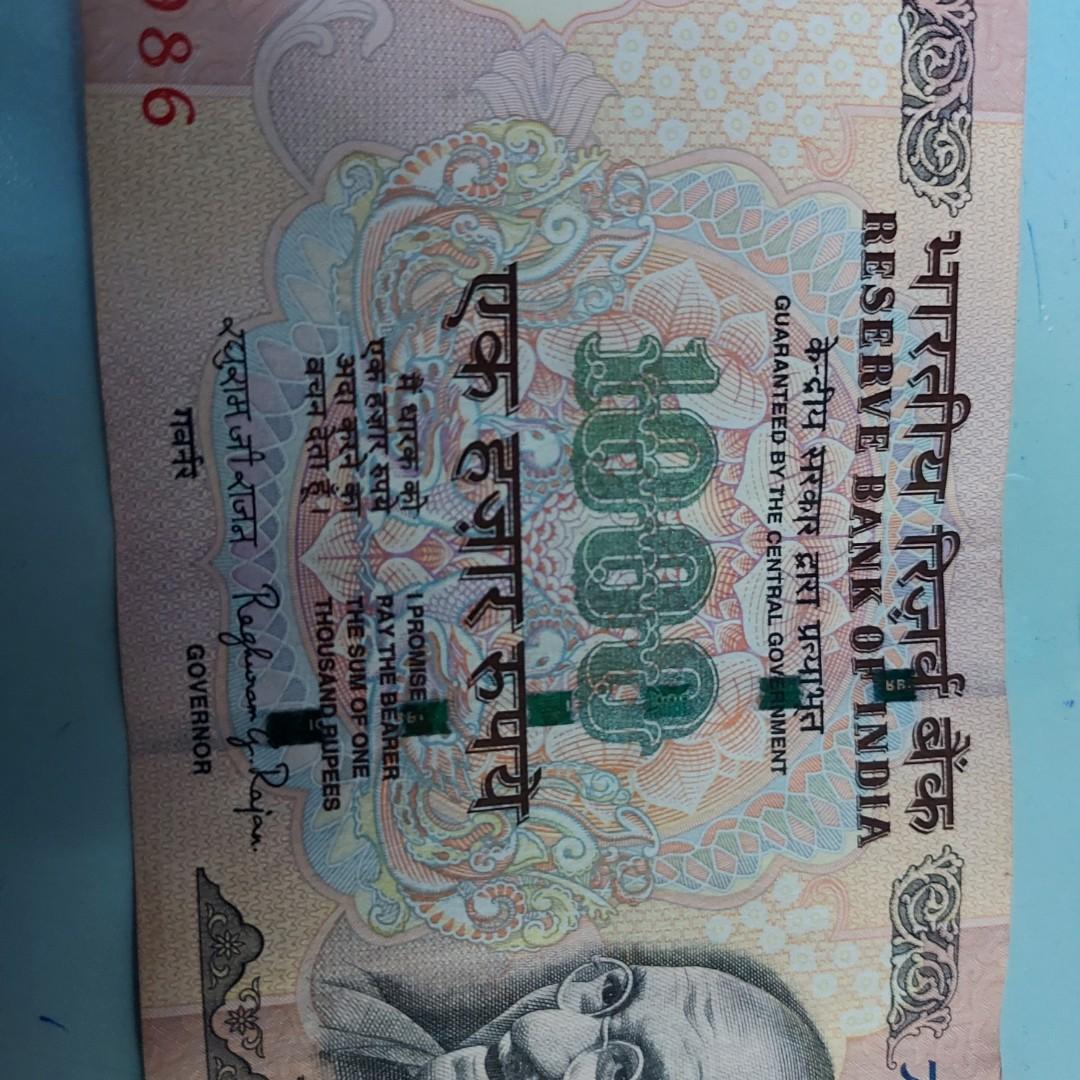 भारतीय रिज़र्व बैंक
RESERVE BANK OF INDIA
केन्द्रीय सरकार द्वारा प्रत्याभूत
GUARANTEED BY THE CENTRAL GOVERNMENT
1000
एक हज़ार रुपये
मैं धारक को
एक हज़ार रुपये
अदा करने का
वचन देता हूँ।
I PROMISE
PAY THE BEARER
THE SUM OF ONE
THOUSAND RUPEES
रघुराम जी राजन
Raghuram G. Rajan.
गवर्नर
GOVERNOR
986